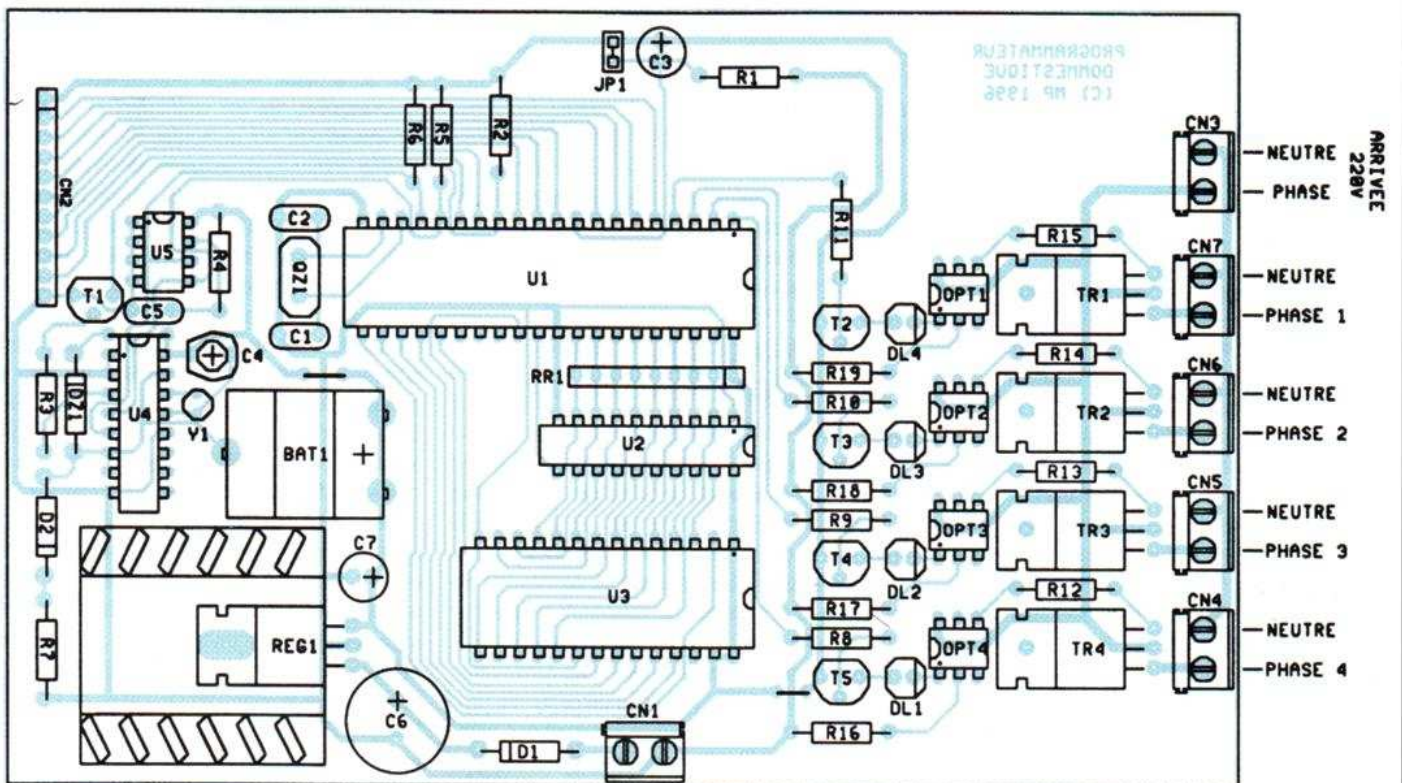 PROGRAMMATEUR
DOMMESTIQUE
(C) MP 1996
JP1
C3
R1
R6
R5
R2
CN2
CN3
NEUTRE
PHASE
ARRIVEE
220V
C2
U5
R4
QZ1
U1
R11
R15
CN7
T1
C5
OPT1
TR1
NEUTRE
PHASE 1
C1
T2
DL4
R14
C4
R3
DZ1
U4
RR1
R19
R10
CN6
Y1
BAT1
U2
OPT2
TR2
NEUTRE
PHASE 2
T3
DL3
R13
R18
R9
CN5
D2
C7
OPT3
TR3
NEUTRE
PHASE 3
T4
DL2
R12
U3
R17
R8
CN4
R7
REG1
OPT4
TR4
NEUTRE
PHASE 4
T5
DL1
C6
CN1
R16
D1